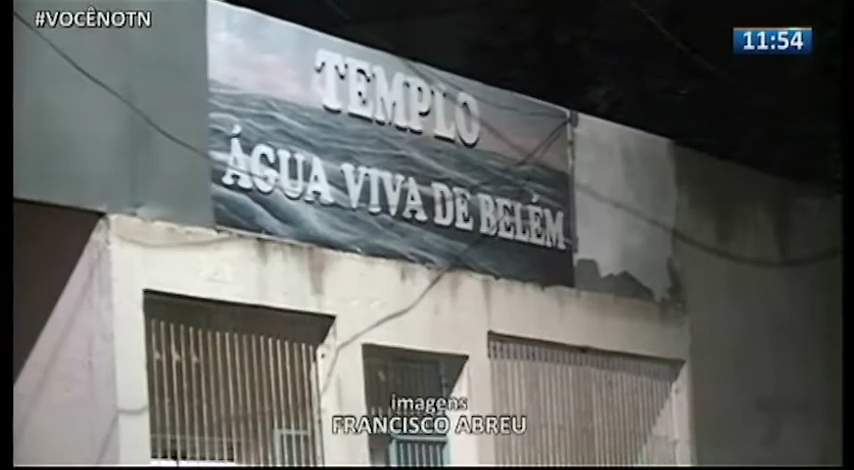 #VOCÊNOTN
11:54
TEMPLO
ÁGUA VIVA DE BELÉM
imagens
FRANCISCO ABREU